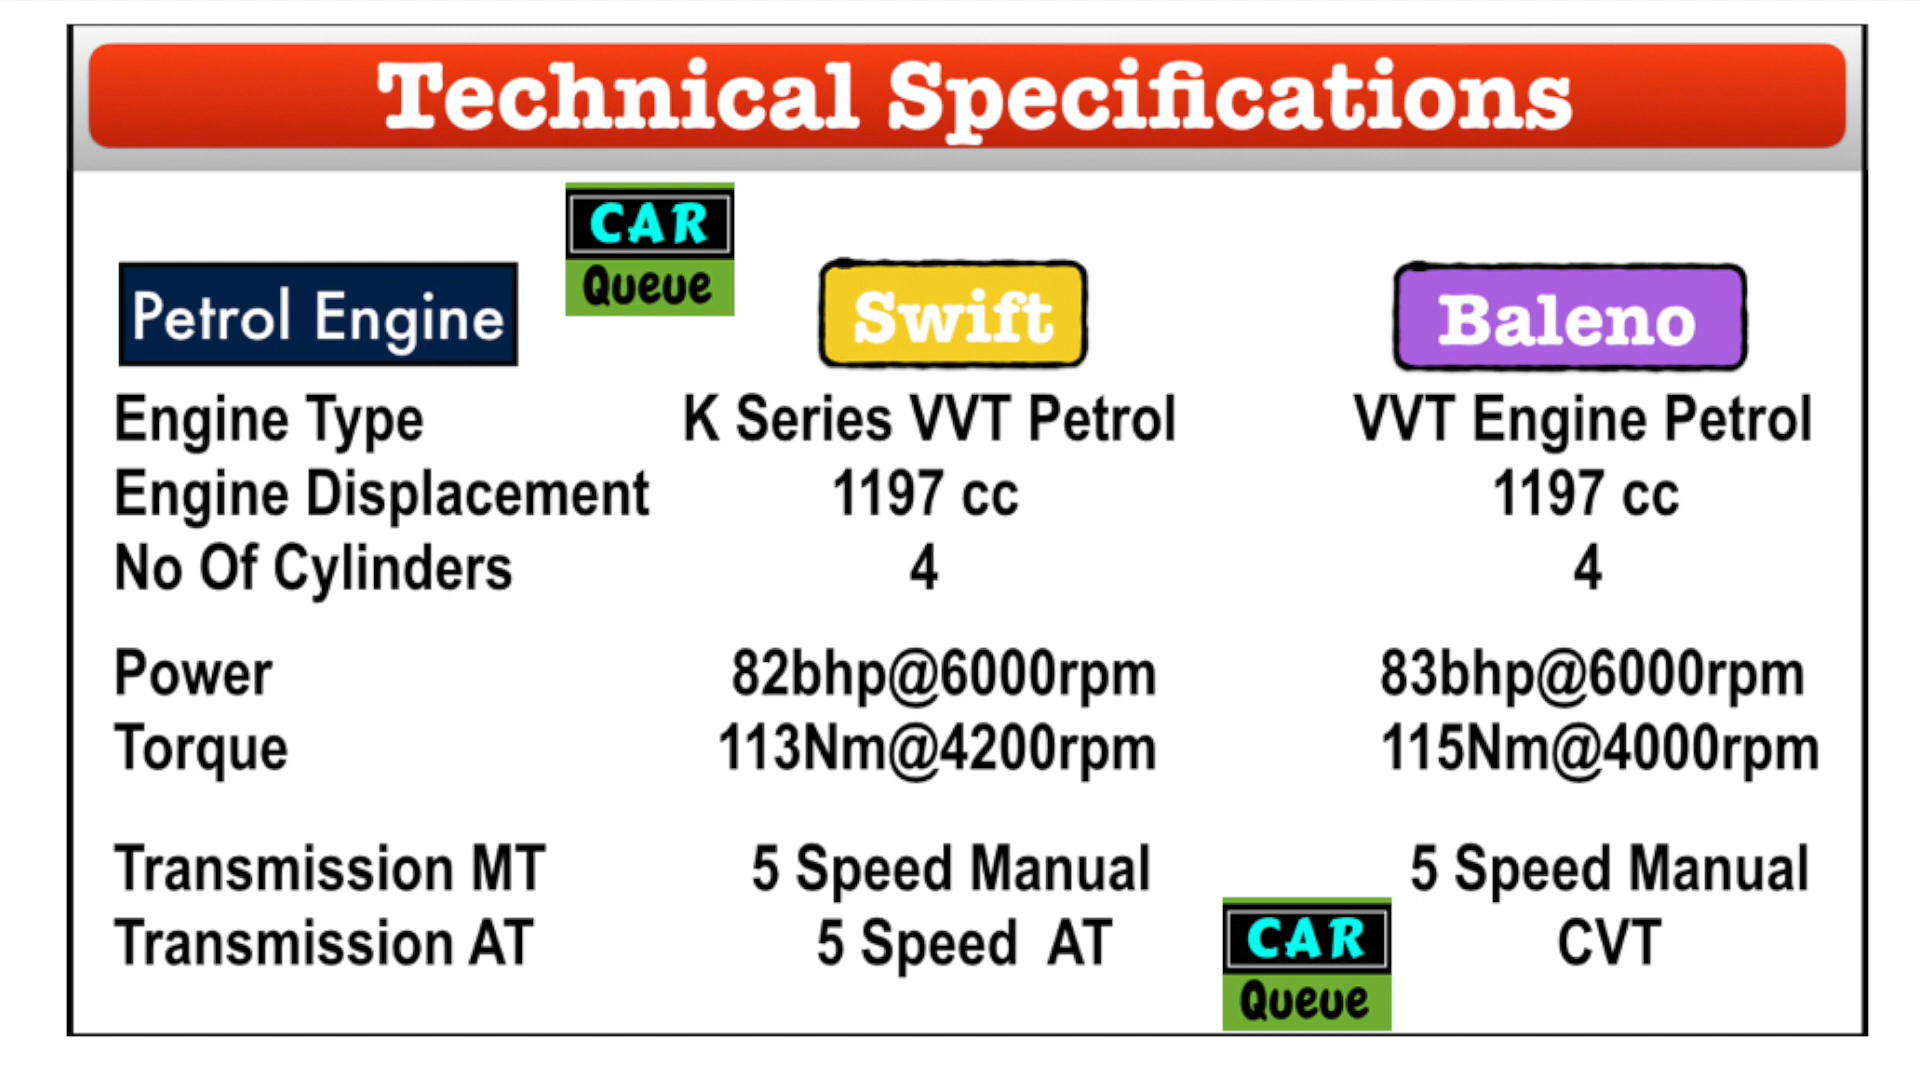 Technical Specifications
CAR
Queue
Petrol Engine Swift Baleno
Engine Type K Series VVT Petrol VVT Engine Petrol
Engine Displacement 1197 cc 1197 cc
No Of Cylinders 4 4
Power 82bhp@6000rpm 83bhp@6000rpm
Torque 113Nm@4200rpm 115Nm@4000rpm
Transmission MT 5 Speed Manual 5 Speed Manual
Transmission AT 5 Speed AT CVT
CAR
Queue